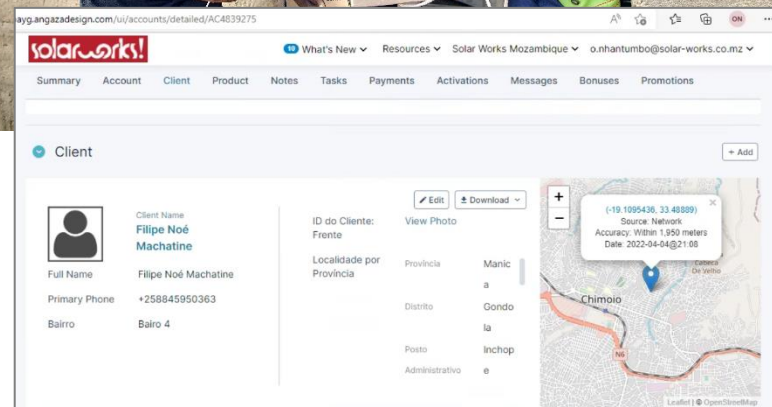 ayg.angazadesign.com/ui/accounts/detailed/AC4839275
ON
solarworks!
10 What's New
Resources
Solar Works Mozambique
o.nhantumbo@solar-works.co.mz
Summary Account Client Product Notes Tasks Payments Activations Messages Bonuses Promotions
Client
+ Add
Client Name
Filipe Noé
Machatine
Full Name Filipe Noé Machatine
Primary Phone +258845950363
Bairro Bairo 4
Edit
Download
ID do Cliente:
Frente
View Photo
Localidade por
Província
Província Manic
a
Distrito Gondo
la
Posto
Administrativo
Inchop
e
+
−
(-19.1095436, 33.48889)
Source: Network
Accuracy: Within 1,950 meters
Date: 2022-04-04@21:08
Chimoio
N6
Leaflet | © OpenStreetMap